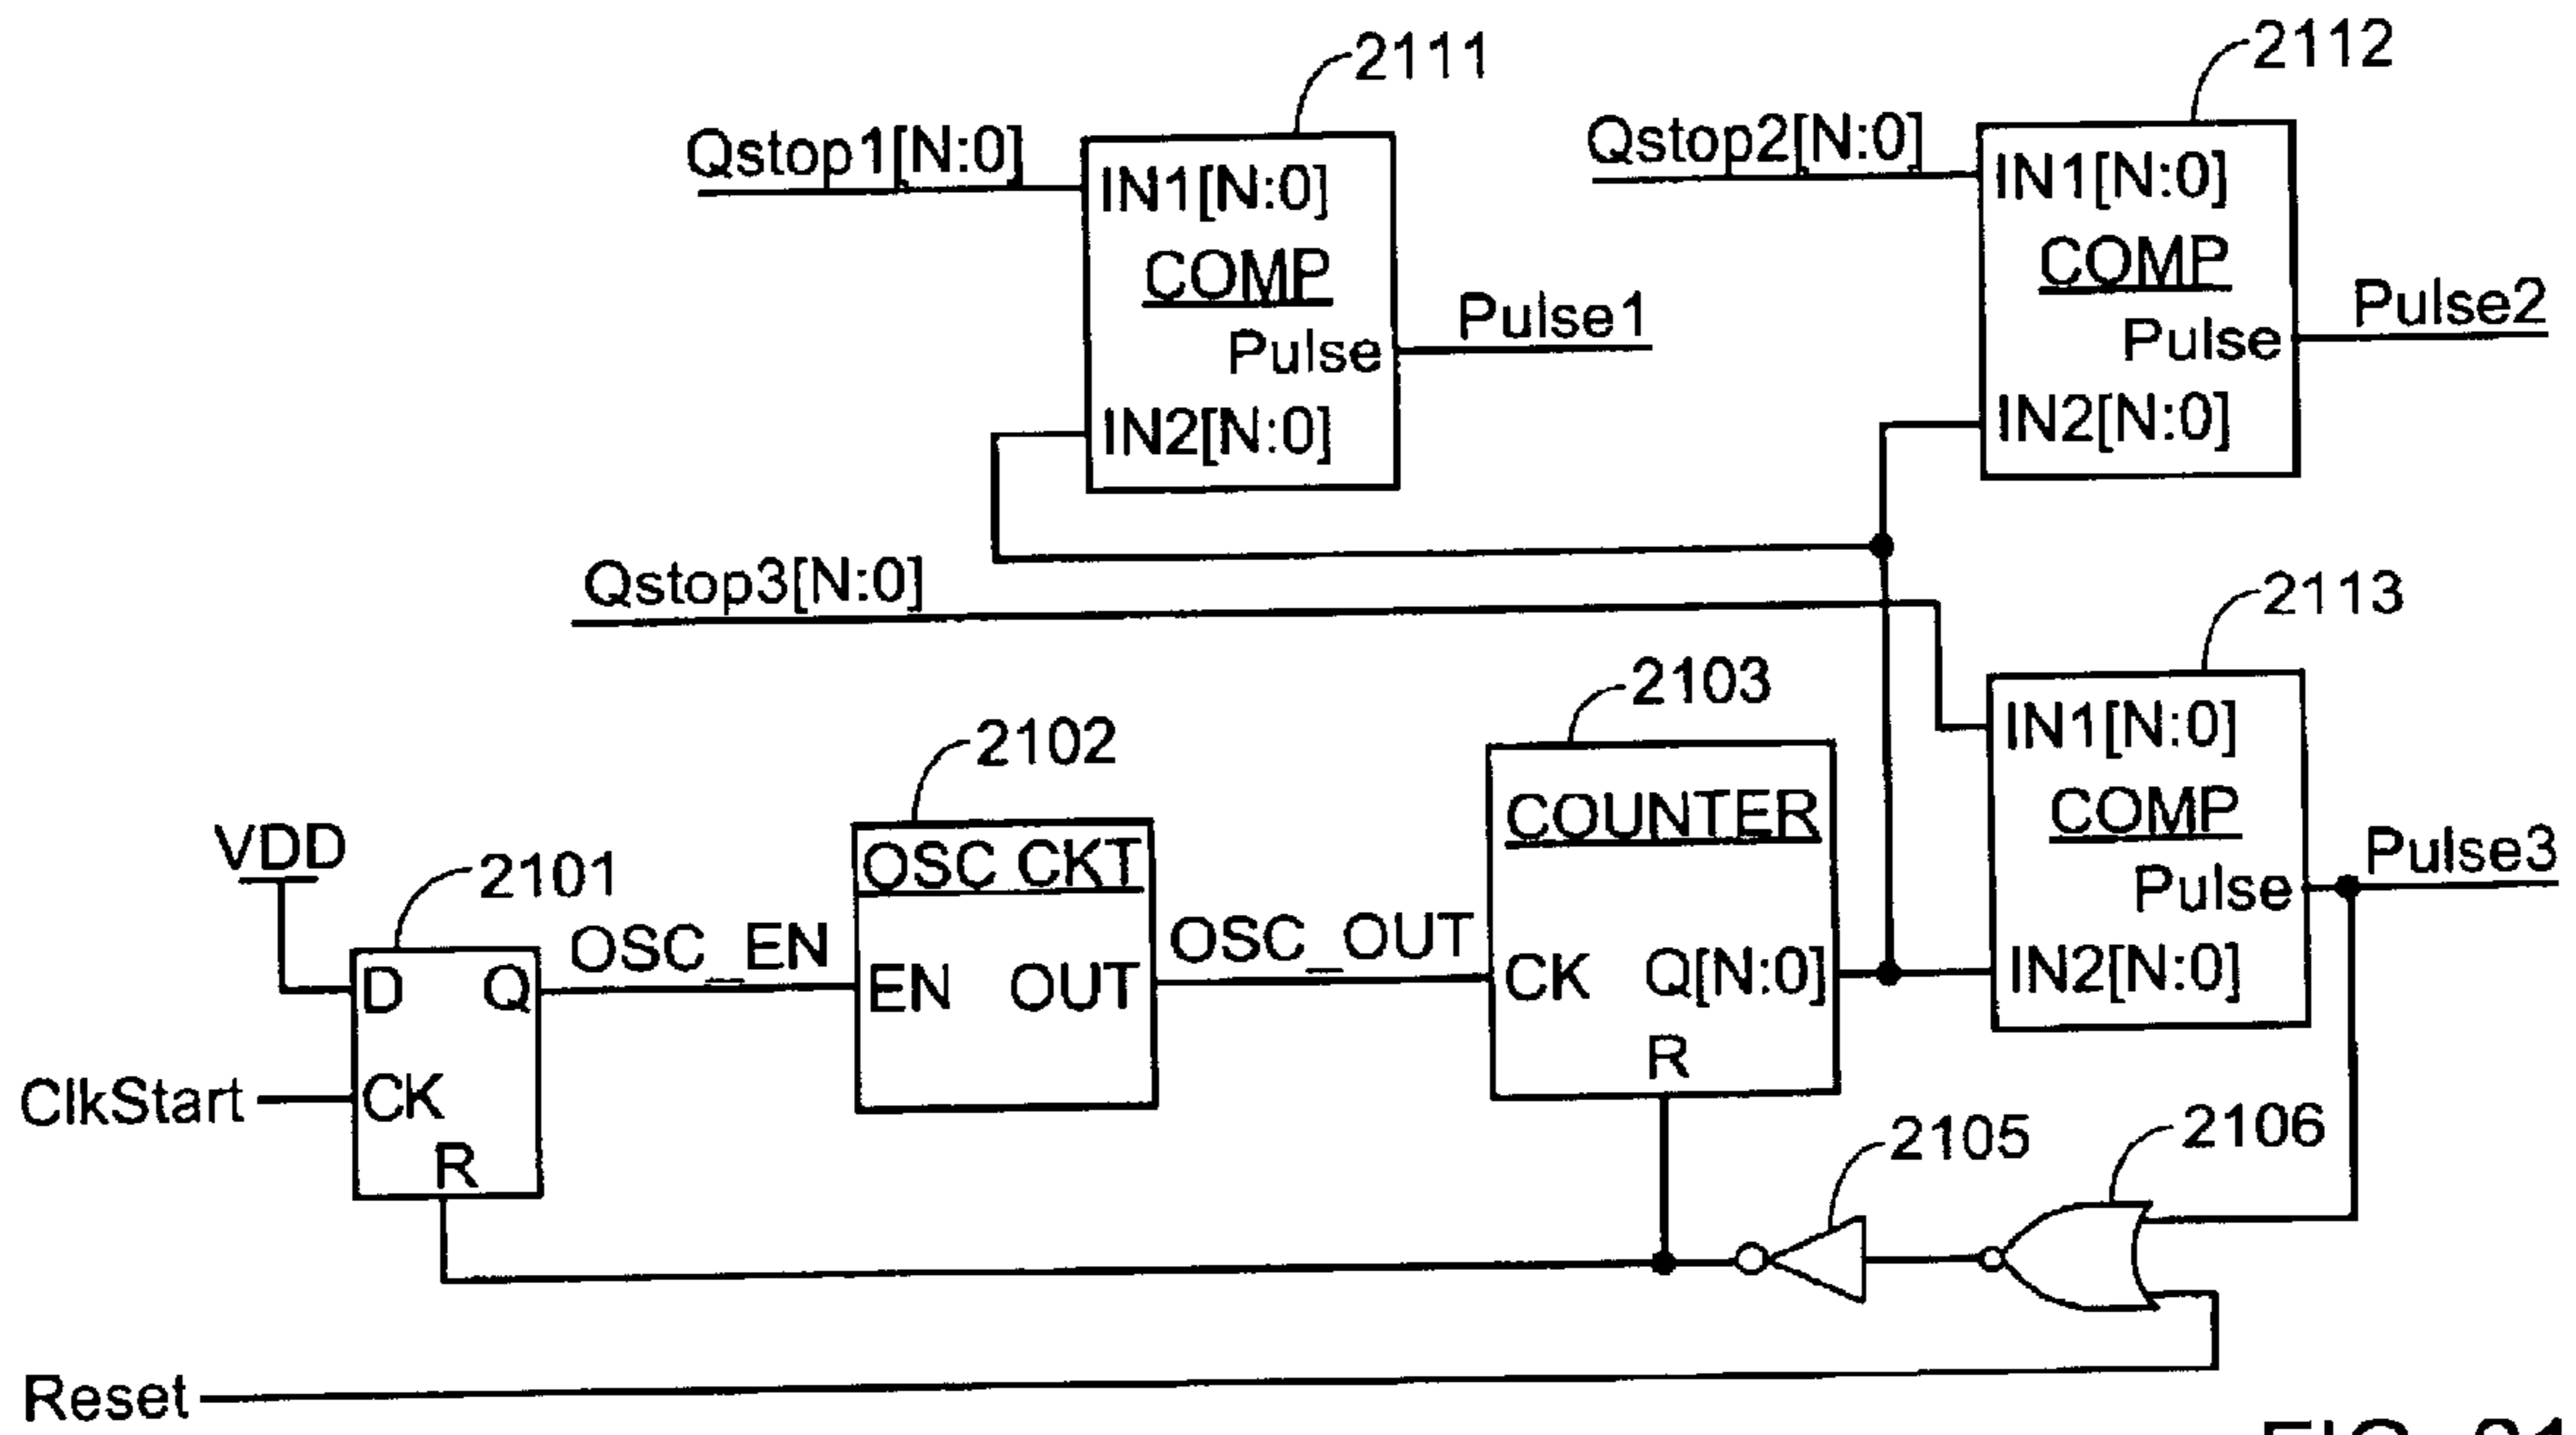 2111
2112
Qstop1[N:0]
IN1[N:0]
COMP
Pulse
IN2[N:0]
Pulse1
Qstop2[N:0]
IN1[N:0]
COMP
Pulse
IN2[N:0]
Pulse2
Qstop3[N:0]
2113
IN1[N:0]
COMP
Pulse
IN2[N:0]
Pulse3
2103
COUNTER
CK
Q[N:0]
R
2102
OSC CKT
EN
OUT
OSC_OUT
VDD
2101
D
Q
CK
R
OSC_EN
ClkStart
2105
2106
Reset